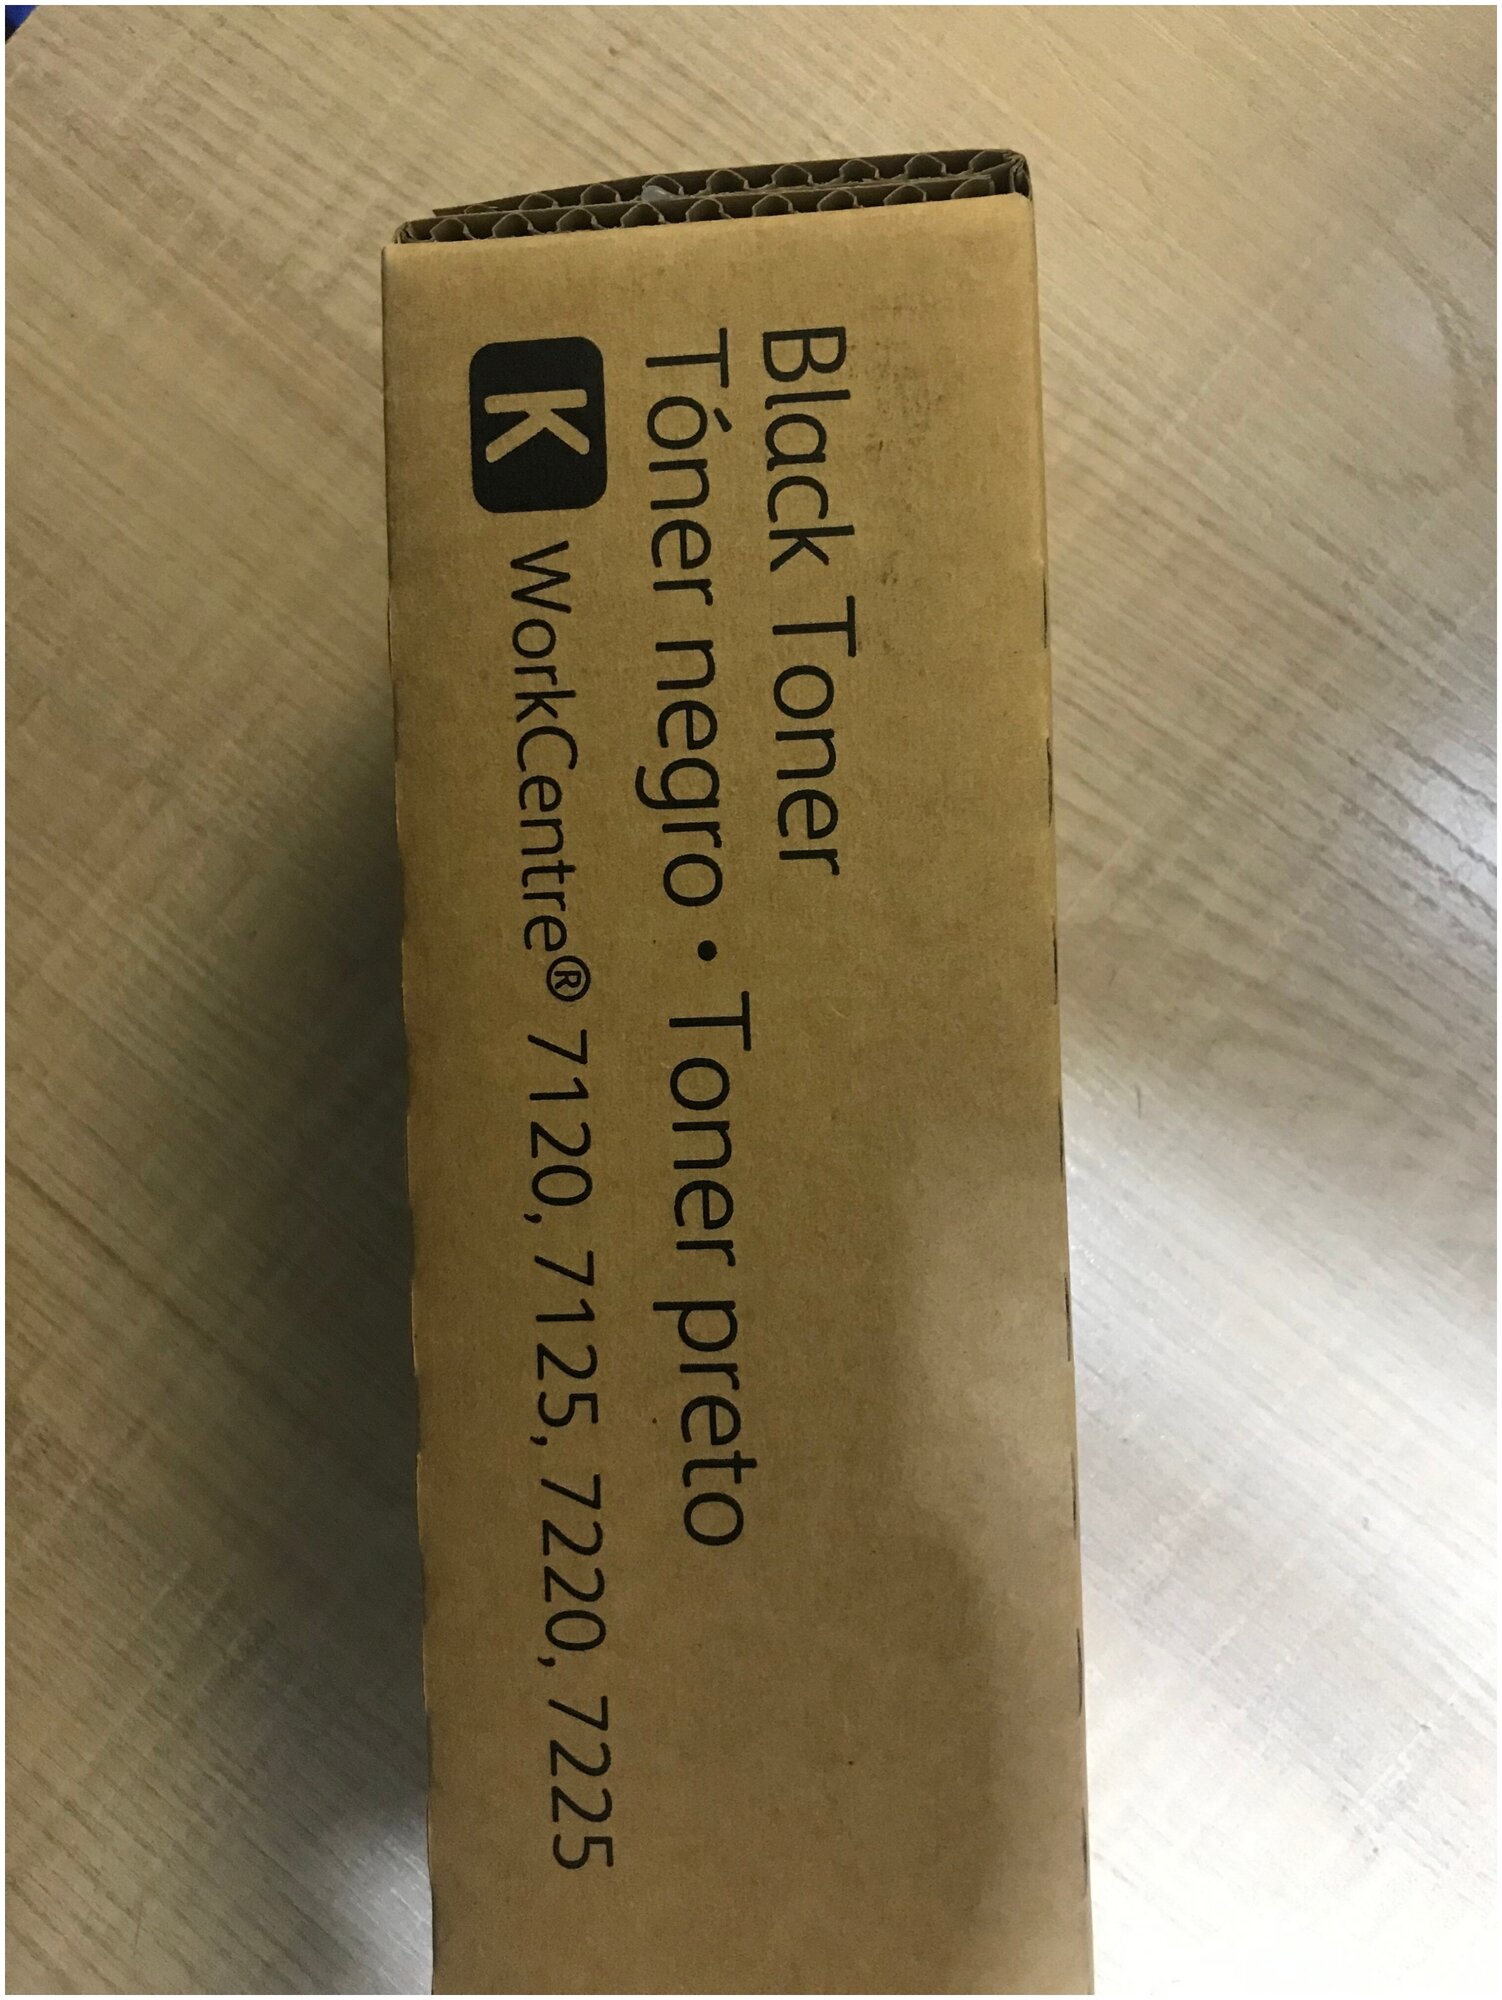 Black Toner
Tóner negro • Toner preto
K WorkCentre® 7120, 7125, 7220, 7225